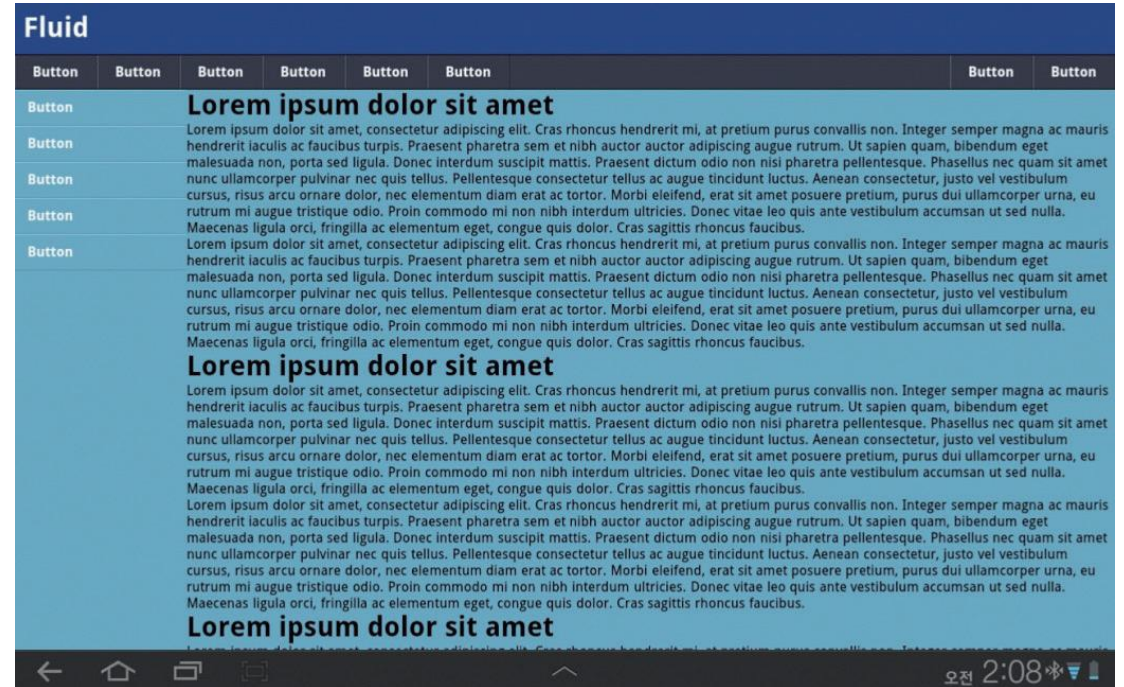 Fluid
Button Button Button Button Button Button Button Button
Button
Button
Button
Button
Button
Lorem ipsum dolor sit amet
Lorem ipsum dolor sit amet, consectetur adipiscing elit. Cras rhoncus hendrerit mi, at pretium purus convallis non. Integer semper magna ac mauris
hendrerit iaculis ac faucibus turpis. Praesent pharetra sem et nibh auctor auctor adipiscing augue rutrum. Ut sapien quam, bibendum eget
malesuada non, porta sed ligula. Donec interdum suscipit mattis. Praesent dictum odio non nisi pharetra pellentesque. Phasellus nec quam sit amet
nunc ullamcorper pulvinar nec quis tellus. Pellentesque consectetur tellus ac augue tincidunt luctus. Aenean consectetur, justo vel vestibulum
cursus, risus arcu ornare dolor, nec elementum diam erat ac tortor. Morbi eleifend, erat sit amet posuere pretium, purus dui ullamcorper urna, eu
rutrum mi augue tristique odio. Proin commodo mi non nibh interdum ultricies. Donec vitae leo quis ante vestibulum accumsan ut sed nulla.
Maecenas ligula orci, fringilla ac elementum eget, congue quis dolor. Cras sagittis rhoncus faucibus.
Lorem ipsum dolor sit amet, consectetur adipiscing elit. Cras rhoncus hendrerit mi, at pretium purus convallis non. Integer semper magna ac mauris
hendrerit iaculis ac faucibus turpis. Praesent pharetra sem et nibh auctor auctor adipiscing augue rutrum. Ut sapien quam, bibendum eget
malesuada non, porta sed ligula. Donec interdum suscipit mattis. Praesent dictum odio non nisi pharetra pellentesque. Phasellus nec quam sit amet
nunc ullamcorper pulvinar nec quis tellus. Pellentesque consectetur tellus ac augue tincidunt luctus. Aenean consectetur, justo vel vestibulum
cursus, risus arcu ornare dolor, nec elementum diam erat ac tortor. Morbi eleifend, erat sit amet posuere pretium, purus dui ullamcorper urna, eu
rutrum mi augue tristique odio. Proin commodo mi non nibh interdum ultricies. Donec vitae leo quis ante vestibulum accumsan ut sed nulla.
Maecenas ligula orci, fringilla ac elementum eget, congue quis dolor. Cras sagittis rhoncus faucibus.
Lorem ipsum dolor sit amet
Lorem ipsum dolor sit amet, consectetur adipiscing elit. Cras rhoncus hendrerit mi, at pretium purus convallis non. Integer semper magna ac mauris
hendrerit iaculis ac faucibus turpis. Praesent pharetra sem et nibh auctor auctor adipiscing augue rutrum. Ut sapien quam, bibendum eget
malesuada non, porta sed ligula. Donec interdum suscipit mattis. Praesent dictum odio non nisi pharetra pellentesque. Phasellus nec quam sit amet
nunc ullamcorper pulvinar nec quis tellus. Pellentesque consectetur tellus ac augue tincidunt luctus. Aenean consectetur, justo vel vestibulum
cursus, risus arcu ornare dolor, nec elementum diam erat ac tortor. Morbi eleifend, erat sit amet posuere pretium, purus dui ullamcorper urna, eu
rutrum mi augue tristique odio. Proin commodo mi non nibh interdum ultricies. Donec vitae leo quis ante vestibulum accumsan ut sed nulla.
Maecenas ligula orci, fringilla ac elementum eget, congue quis dolor. Cras sagittis rhoncus faucibus.
Lorem ipsum dolor sit amet, consectetur adipiscing elit. Cras rhoncus hendrerit mi, at pretium purus convallis non. Integer semper magna ac mauris
hendrerit iaculis ac faucibus turpis. Praesent pharetra sem et nibh auctor auctor adipiscing augue rutrum. Ut sapien quam, bibendum eget
malesuada non, porta sed ligula. Donec interdum suscipit mattis. Praesent dictum odio non nisi pharetra pellentesque. Phasellus nec quam sit amet
nunc ullamcorper pulvinar nec quis tellus. Pellentesque consectetur tellus ac augue tincidunt luctus. Aenean consectetur, justo vel vestibulum
cursus, risus arcu ornare dolor, nec elementum diam erat ac tortor. Morbi eleifend, erat sit amet posuere pretium, purus dui ullamcorper urna, eu
rutrum mi augue tristique odio. Proin commodo mi non nibh interdum ultricies. Donec vitae leo quis ante vestibulum accumsan ut sed nulla.
Maecenas ligula orci, fringilla ac elementum eget, congue quis dolor. Cras sagittis rhoncus faucibus.
Lorem ipsum dolor sit amet
오전 2:08